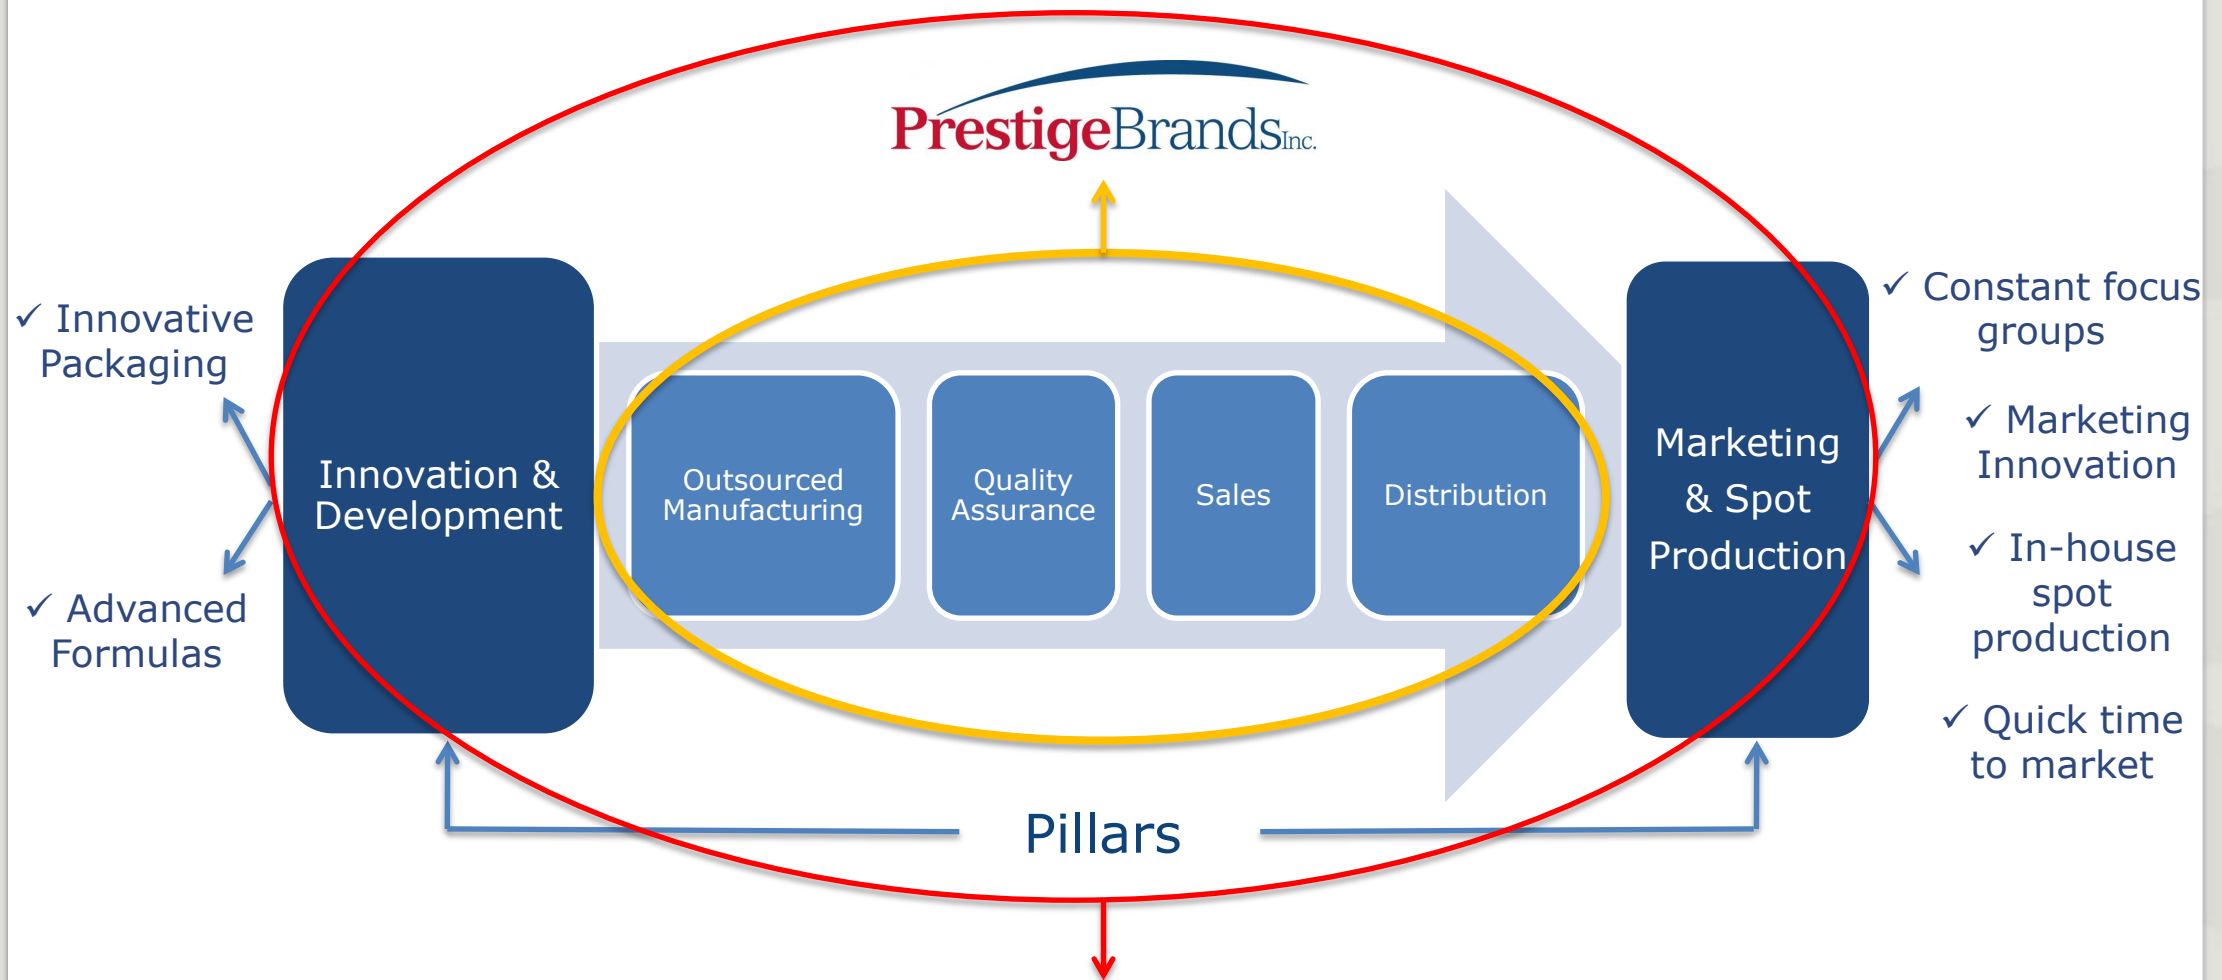 PrestigeBrandsInc.
✓ Innovative
Packaging
✓ Advanced
Formulas
Innovation &
Development
Outsourced
Manufacturing
Quality
Assurance
Sales
Distribution
Marketing
& Spot
Production
✓ Constant focus
groups
✓ Marketing
Innovation
✓ In-house
spot
production
✓ Quick time
to market
Pillars